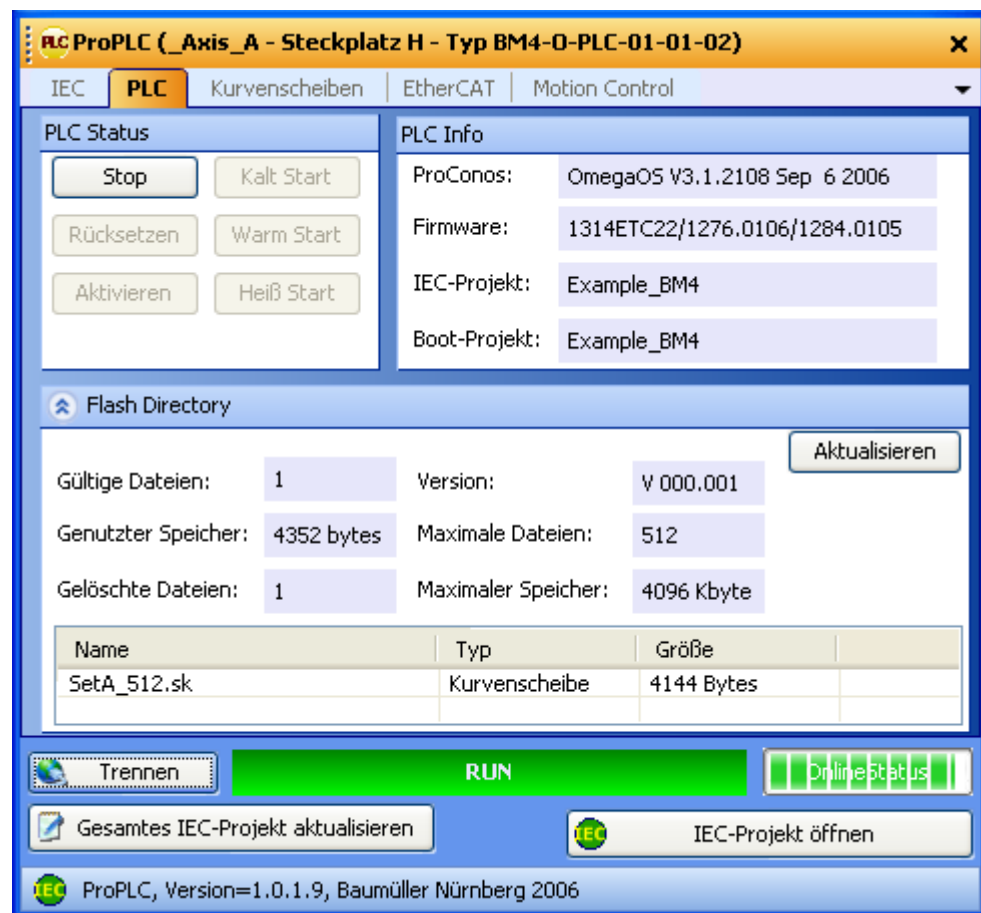 PLC ProPLC (_Axis_A - Steckplatz H - Typ BM4-O-PLC-01-01-02)
IEC PLC Kurvenscheiben EtherCAT Motion Control
PLC Status
Stop Kalt Start
Rücksetzen Warm Start
Aktivieren Heiß Start
PLC Info
ProConos: OmegaOS V3.1.2108 Sep 6 2006
Firmware: 1314ETC22/1276.0106/1284.0105
IEC-Projekt: Example_BM4
Boot-Projekt: Example_BM4
Flash Directory
Aktualisieren
Gültige Dateien: 1 Version: V 000.001
Genutzter Speicher: 4352 bytes Maximale Dateien: 512
Gelöschte Dateien: 1 Maximaler Speicher: 4096 Kbyte
Name Typ Größe
SetA_512.sk Kurvenscheibe 4144 Bytes
Trennen RUN OnlineStatus
Gesamtes IEC-Projekt aktualisieren IEC IEC-Projekt öffnen
IEC ProPLC, Version=1.0.1.9, Baumüller Nürnberg 2006